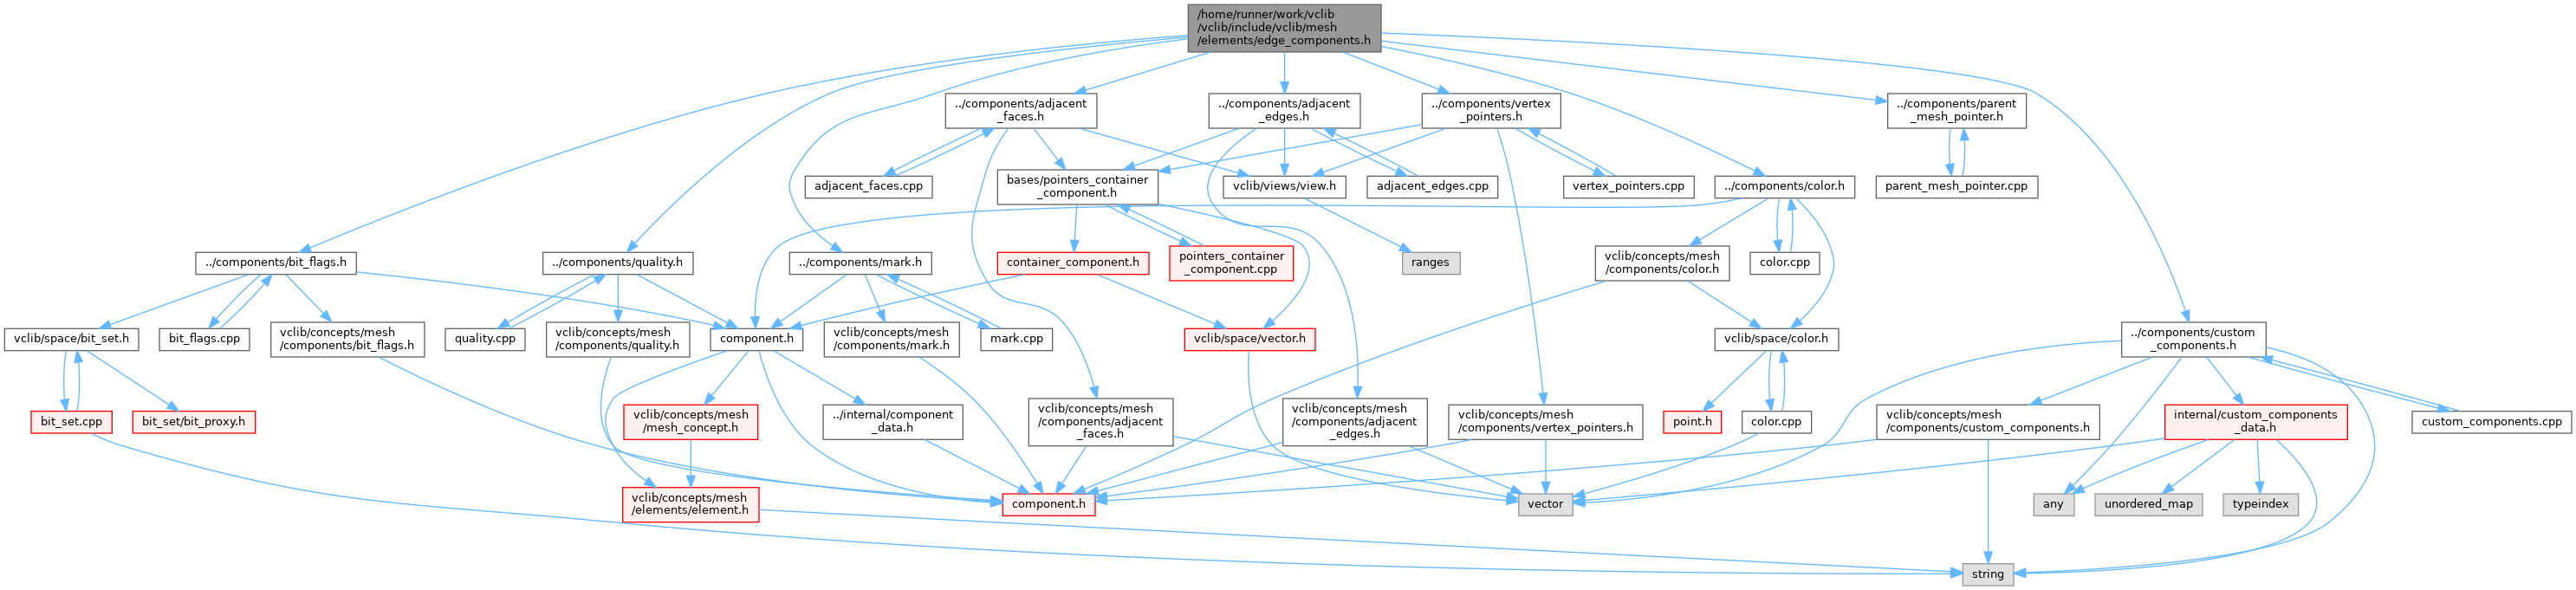 /home/runner/work/vclib
/vclib/include/vclib/mesh
/elements/edge_components.h
../components/adjacent
_faces.h
../components/adjacent
_edges.h
../components/vertex
_pointers.h
../components/parent
_mesh_pointer.h
adjacent_faces.cpp
bases/pointers_container
_component.h
vclib/views/view.h
adjacent_edges.cpp
vertex_pointers.cpp
../components/color.h
parent_mesh_pointer.cpp
../components/bit_flags.h
../components/quality.h
../components/mark.h
container_component.h
pointers_container
_component.cpp
ranges
vclib/concepts/mesh
/components/color.h
color.cpp
vclib/space/bit_set.h
bit_flags.cpp
vclib/concepts/mesh
/components/bit_flags.h
quality.cpp
vclib/concepts/mesh
/components/quality.h
component.h
vclib/concepts/mesh
/components/mark.h
mark.cpp
vclib/space/vector.h
vclib/space/color.h
../components/custom
_components.h
bit_set.cpp
bit_set/bit_proxy.h
vclib/concepts/mesh
/mesh_concept.h
../internal/component
_data.h
vclib/concepts/mesh
/components/adjacent
_faces.h
vclib/concepts/mesh
/components/adjacent
_edges.h
vclib/concepts/mesh
/components/vertex_pointers.h
point.h
color.cpp
vclib/concepts/mesh
/components/custom_components.h
internal/custom_components
_data.h
custom_components.cpp
vclib/concepts/mesh
/elements/element.h
component.h
vector
any
unordered_map
typeindex
string